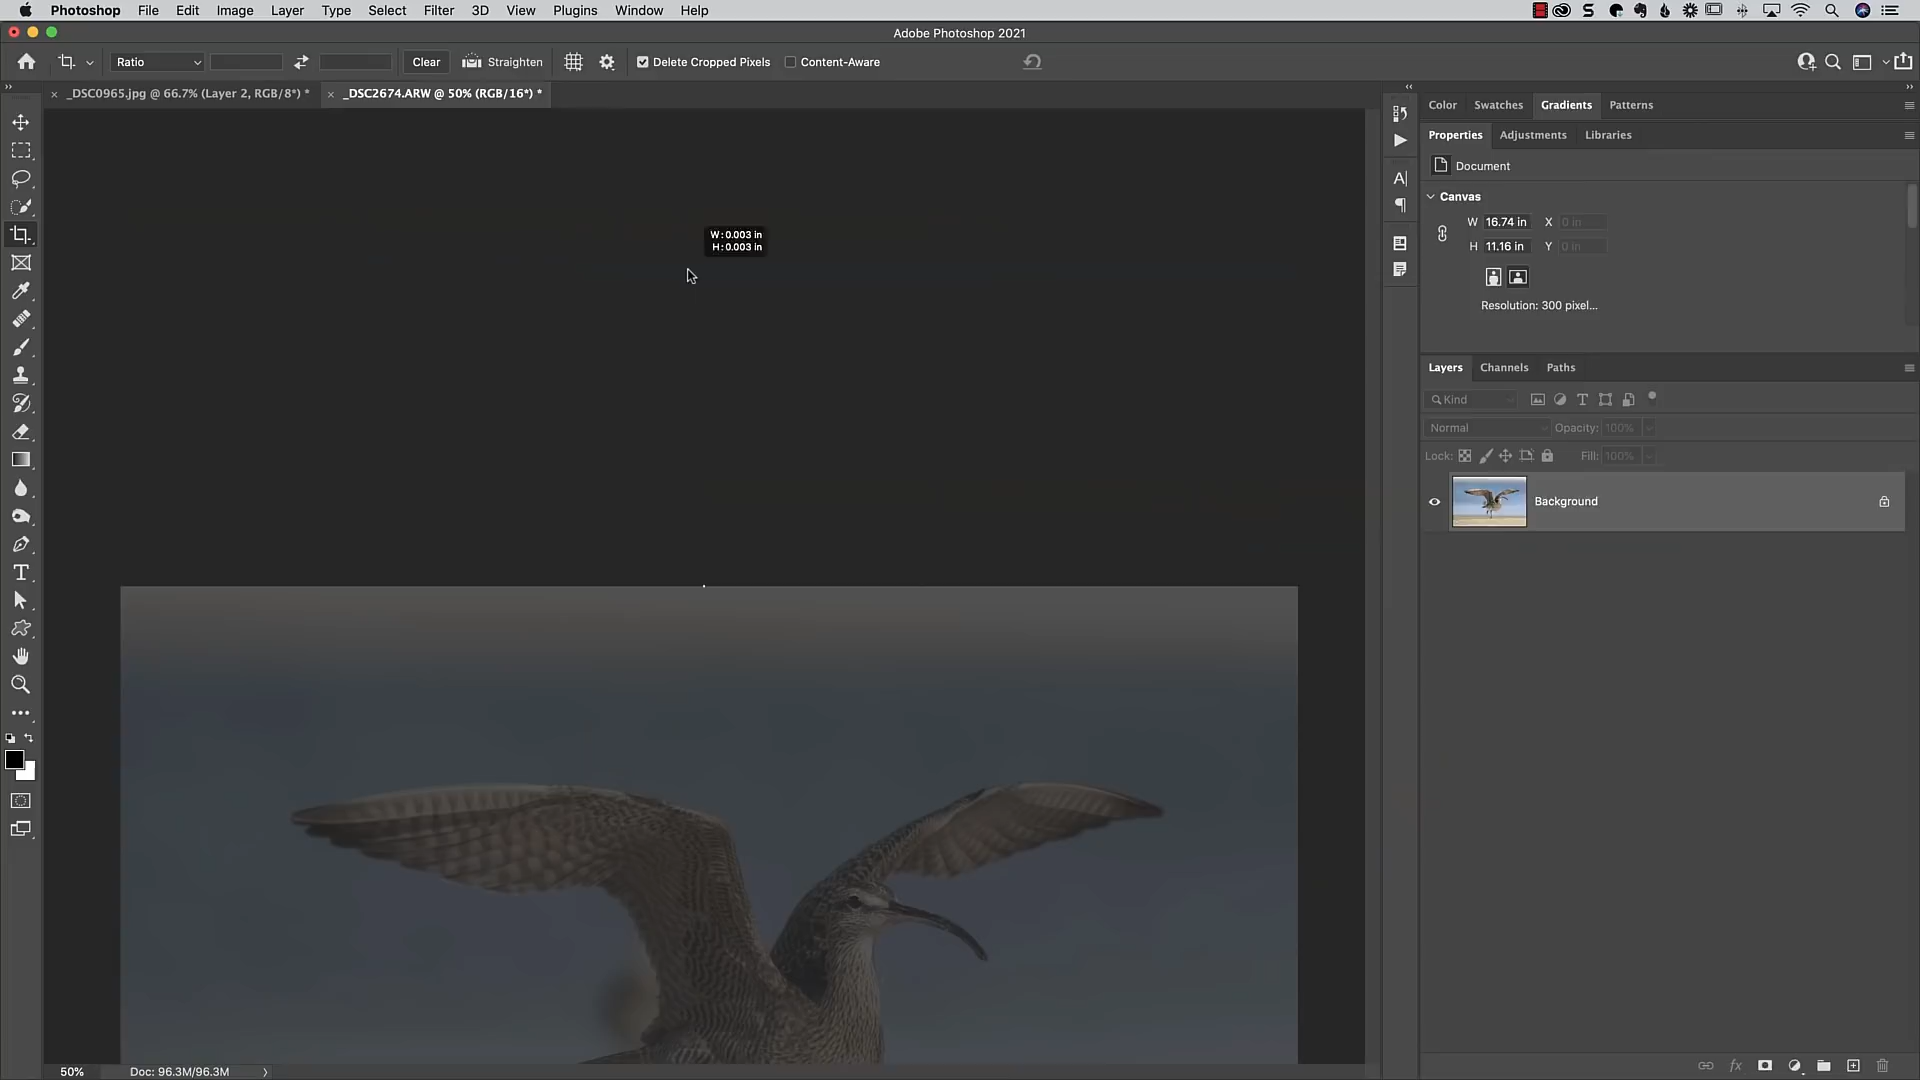 Photoshop File Edit Image Layer Type Select Filter 3D View Plugins Window Help
Adobe Photoshop 2021
Ratio Clear Straighten Delete Cropped Pixels Content-Aware
_DSC0965.jpg @ 66.7% (Layer 2, RGB/8*) * _DSC2674.ARW @ 50% (RGB/16*) *
Color Swatches Gradients Patterns
Properties Adjustments Libraries
Document
Canvas
W 16.74 in X 0 in
H 11.16 in Y 0 in
Resolution: 300 pixel...
W: 0.003 in
H: 0.003 in
Layers Channels Paths
Kind
Normal Opacity: 100%
Lock: Fill: 100%
Background
50% Doc: 96.3M/96.3M